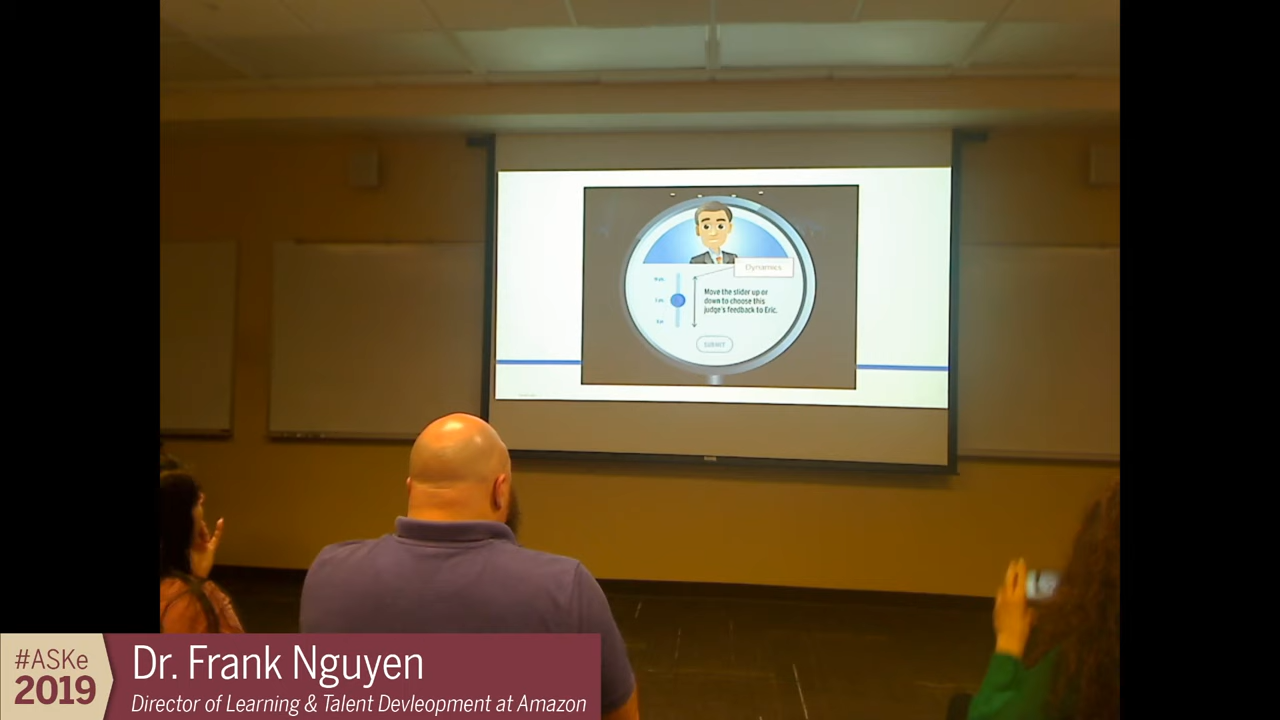 Dynamics
Move the slider up or
down to choose this
judge's feedback to Eric.
SUBMIT
#ASKe
2019
Dr. Frank Nguyen
Director of Learning & Talent Devleopment at Amazon